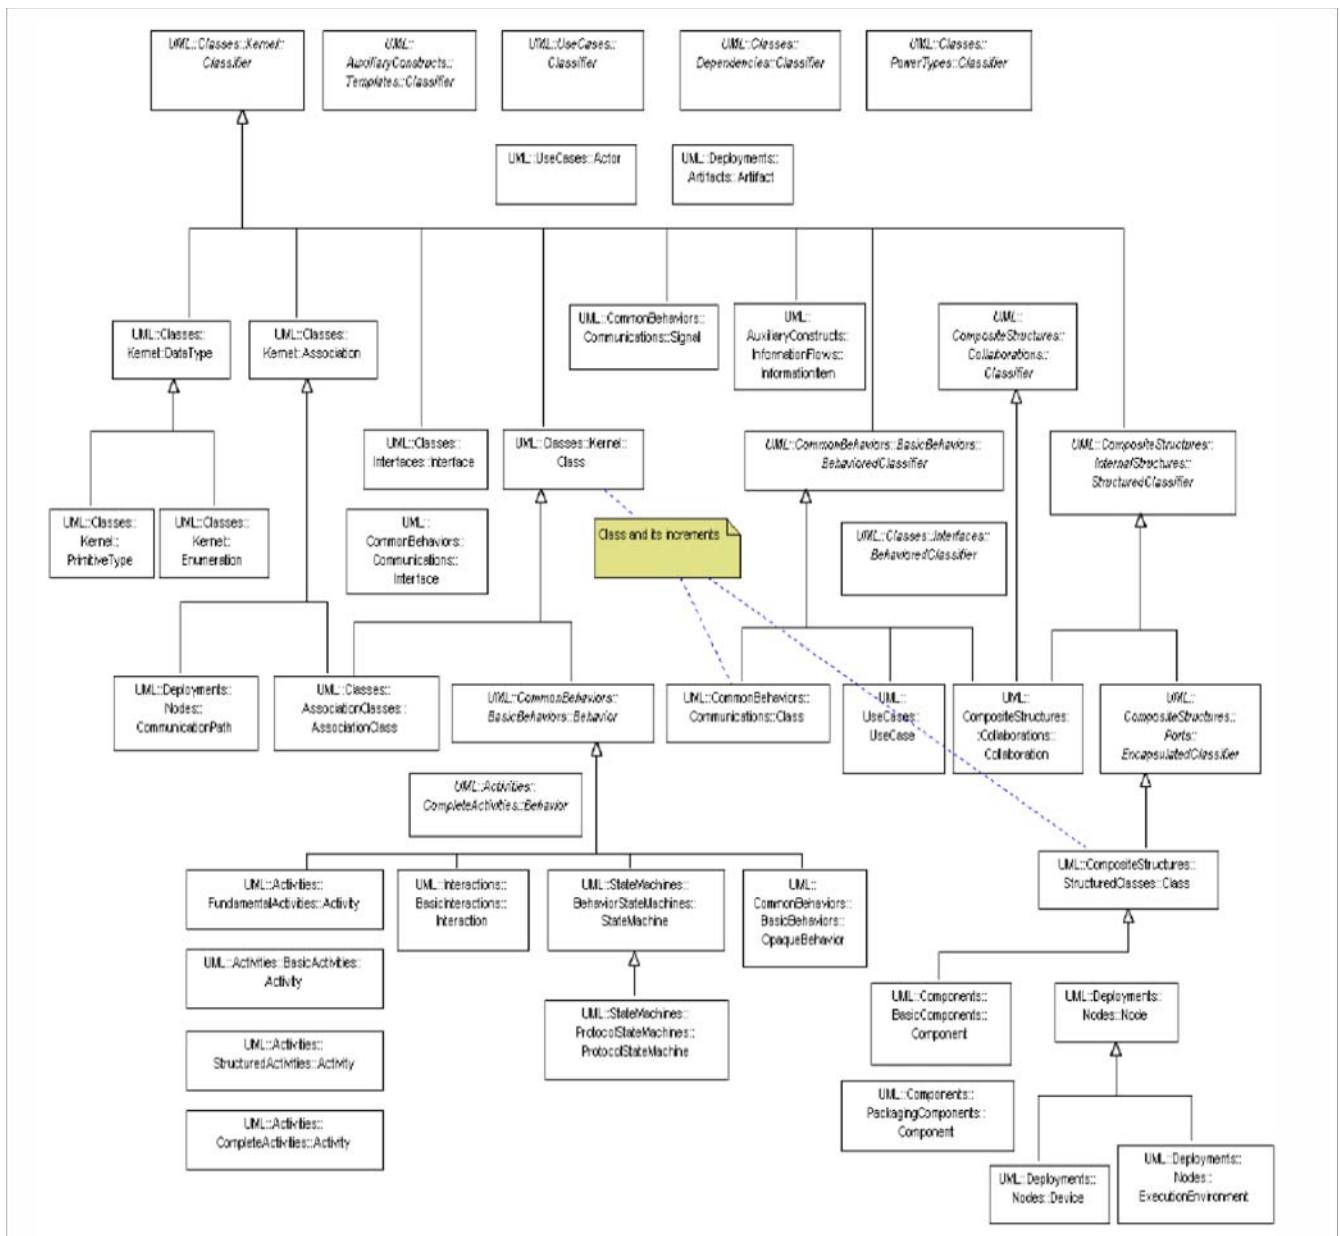 UML::Classes::Kernel::
Classifier
UML::
AuxiliaryConstructs::
Templates::Classifier
UML::UseCases::
Classifier
UML::Classes::
Dependencies::Classifier
UML::Classes::
PowerTypes::Classifier
UML::UseCases::Actor
UML::Deployments::
Artifacts::Artifact
UML::Classes::
Kernel::DataType
UML::Classes::
Kernel::Association
UML::CommonBehaviors::
Communications::Signal
UML::
AuxiliaryConstructs::
InformationFlows::
InformationItem
UML::
CompositeStructures::
Collaborations::
Classifier
UML::Classes::
Interfaces::Interface
UML::Classes::Kernel::
Class
UML::CommonBehaviors::BasicBehaviors::
BehavioredClassifier
UML::CompositeStructures::
InternalStructures::
StructuredClassifier
UML::Classes::
Kernel::
PrimitiveType
UML::Classes::
Kernel::
Enumeration
UML::
CommonBehaviors::
Communications::
Interface
Class and its increments
UML::Classes::Interfaces::
BehavioredClassifier
UML::Deployments::
Nodes::
CommunicationPath
UML::Classes::
AssociationClasses::
AssociationClass
UML::CommonBehaviors::
BasicBehaviors::Behavior
UML::CommonBehaviors::
Communications::Class
UML::
UseCases::
UseCase
UML::
CompositeStructures:
:Collaborations::
Collaboration
UML::
CompositeStructures::
Ports::
EncapsulatedClassifier
UML::Activities::
CompleteActivities::Behavior
UML::CompositeStructures::
StructuredClasses::Class
UML::Activities::
FundamentalActivities::Activity
UML::Interactions::
BasicInteractions::
Interaction
UML::StateMachines::
BehaviorStateMachines::
StateMachine
UML::
CommonBehaviors::
BasicBehaviors::
OpaqueBehavior
UML::Activities::BasicActivities::
Activity
UML::StateMachines::
ProtocolStateMachines::
ProtocolStateMachine
UML::Components::
BasicComponents::
Component
UML::Deployments::
Nodes::Node
UML::Activities::
StructuredActivities::Activity
UML::Components::
PackagingComponents::
Component
UML::Activities::
CompleteActivities::Activity
UML::Deployments::
Nodes::Device
UML::Deployments::
Nodes::
ExecutionEnvironment